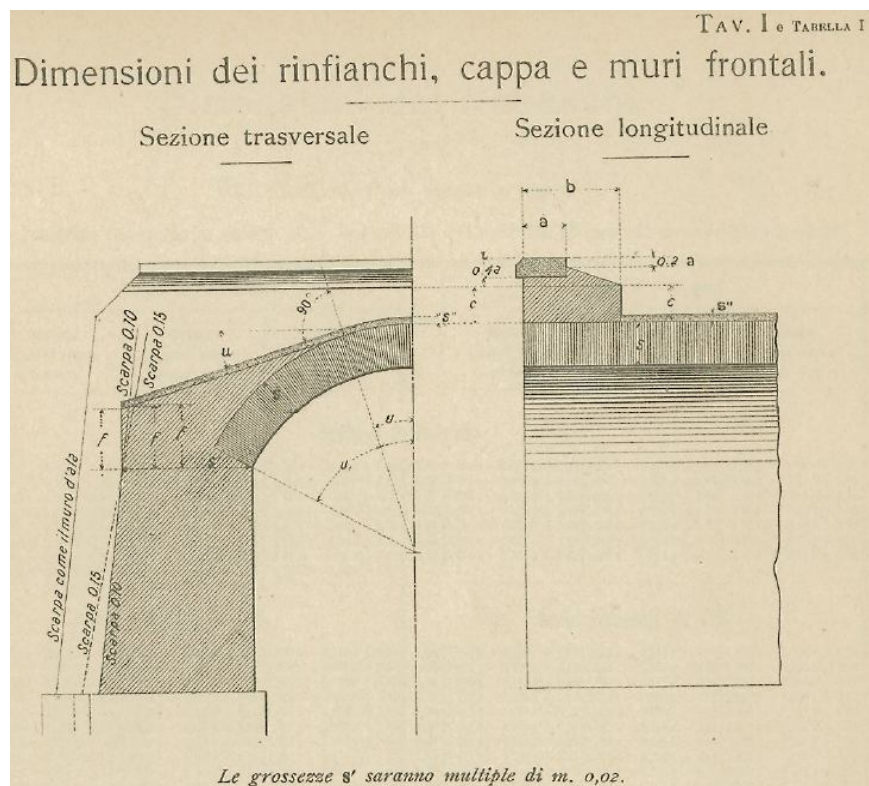 TAV. I e TABELLA I
Dimensioni dei rinfianchi, cappa e muri frontali.
Sezione trasversale
Sezione longitudinale
b
a
0.4a
0.2 a
c
c
s"
s"
90°
u
Scarpa 0.10
Scarpa 0.15
s
s
F
F
F
u
u,
s
Scarpa come il muro d'ala
Scarpa 0.15
Scarpa 0.10
Le grossezze s' saranno multiple di m. 0,02.